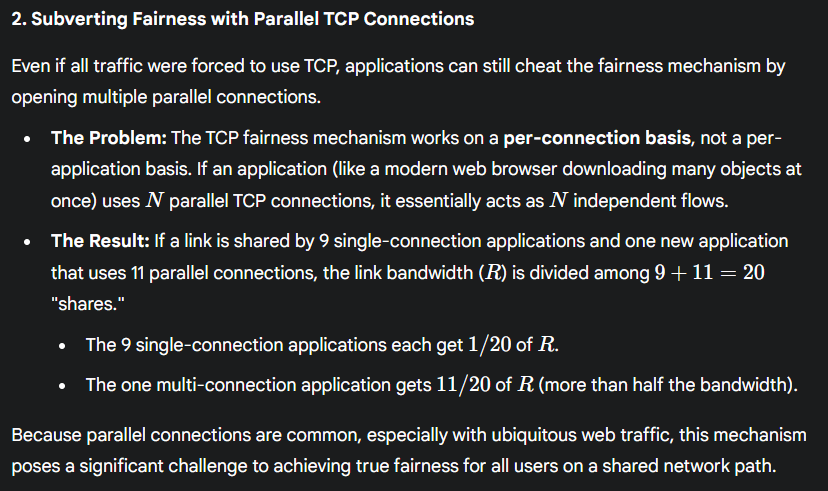 2. Subverting Fairness with Parallel TCP Connections
Even if all traffic were forced to use TCP, applications can still cheat the fairness mechanism by
opening multiple parallel connections.
• The Problem: The TCP fairness mechanism works on a per-connection basis, not a per-
application basis. If an application (like a modern web browser downloading many objects at
once) uses N parallel TCP connections, it essentially acts as N independent flows.
• The Result: If a link is shared by 9 single-connection applications and one new application
that uses 11 parallel connections, the link bandwidth (R) is divided among 9 + 11 = 20
"shares."
• The 9 single-connection applications each get 1/20 of R.
• The one multi-connection application gets 11/20 of R (more than half the bandwidth).
Because parallel connections are common, especially with ubiquitous web traffic, this mechanism
poses a significant challenge to achieving true fairness for all users on a shared network path.